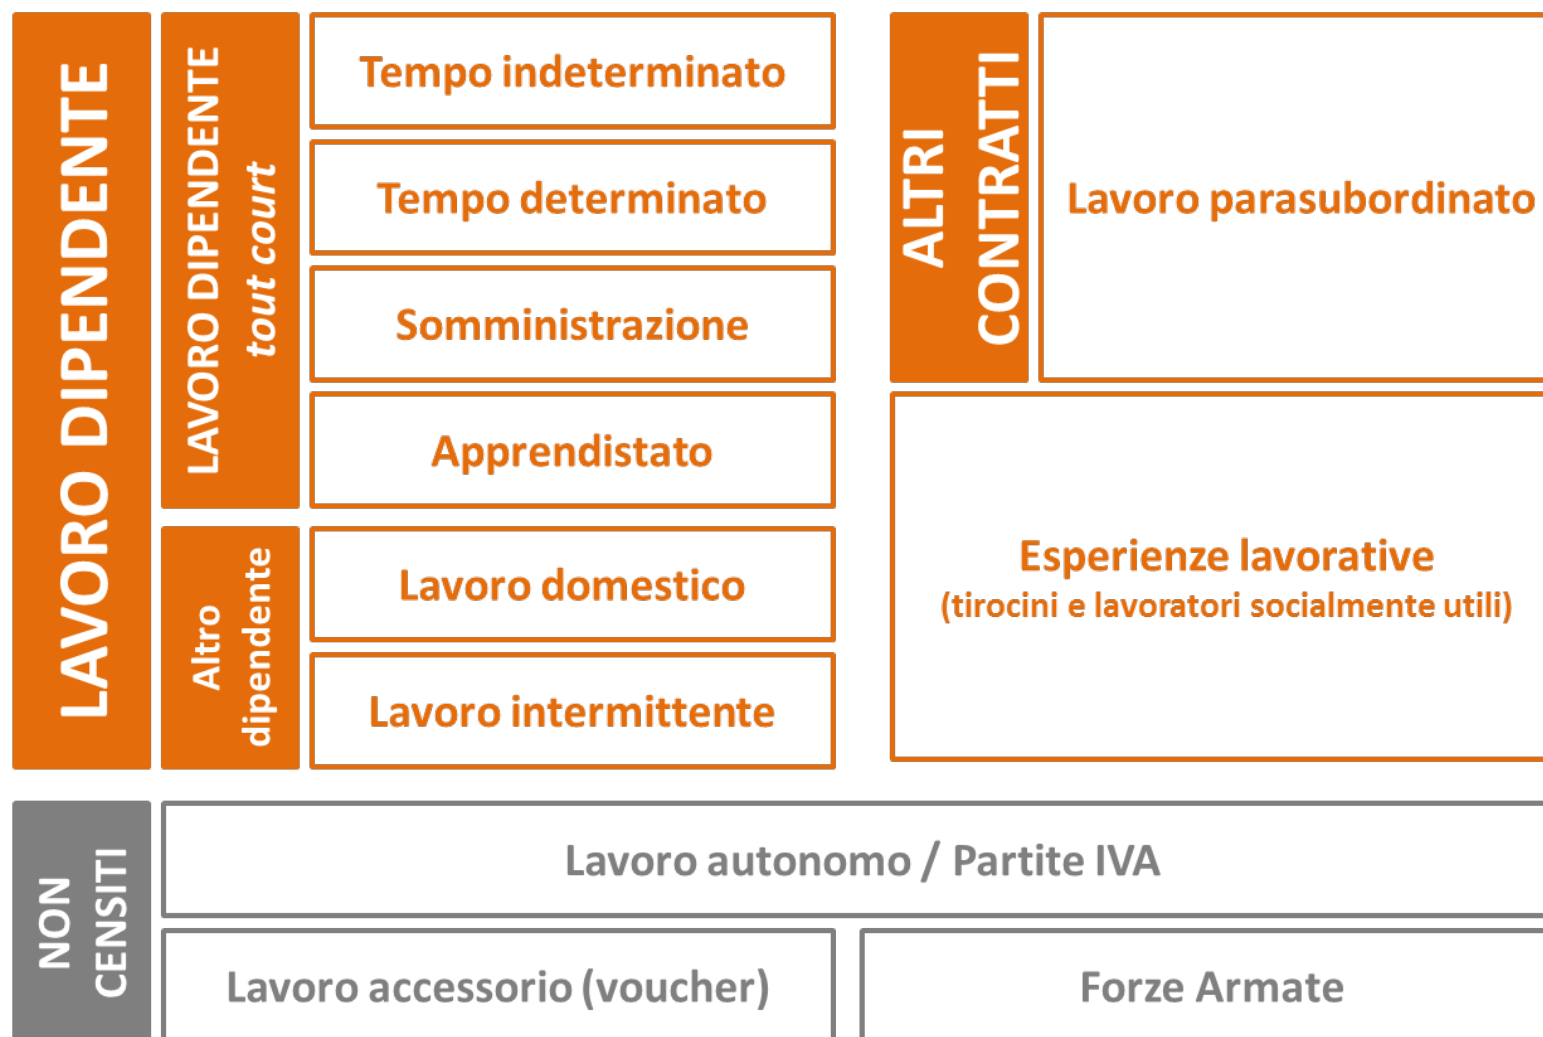 LAVORO DIPENDENTE
LAVORO DIPENDENTE
tout court
Tempo indeterminato
Tempo determinato
Somministrazione
Apprendistato
Altro
dipendente
Lavoro domestico
Lavoro intermittente
ALTRI
CONTRATTI
Lavoro parasubordinato
Esperienze lavorative
(tirocini e lavoratori socialmente utili)
NON
CENSITI
Lavoro autonomo / Partite IVA
Lavoro accessorio (voucher)
Forze Armate